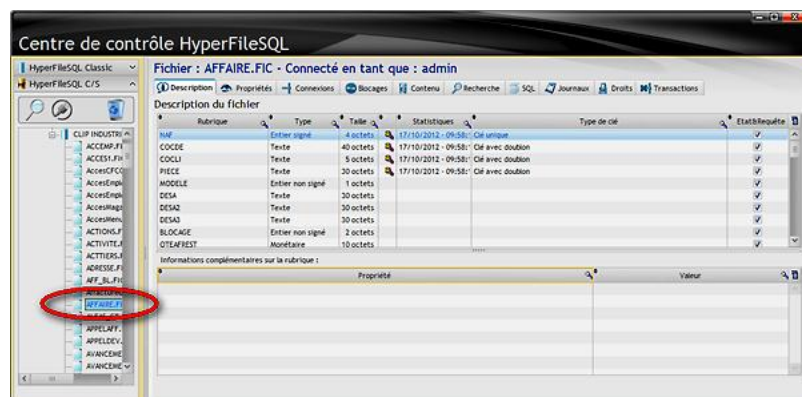 Centre de contrôle HyperFileSQL
HyperFileSQL Classic
HyperFileSQL C/S
CLIP INDUSTRI
ACCEMP.FI
ACCES1.FI
AccesCFCC
AccesEmpl
AccesEmpl
AccesMaga
AccesMenu
ACTIONS.F
ACTIVITE.F
ACTTIERS.F
ADRESSE.FI
AFF_BL.FIC
AFFAIRE.FI
APPELAFF.
APPELDEV.
AVANCEME
AVANCEME
Fichier : AFFAIRE.FIC - Connecté en tant que : admin
Description Propriétés Connexions Blocages Contenu Recherche SQL Journaux Droits Transactions
Description du fichier
Rubrique Type Taille Statistiques Type de clé Etat&Requête
NAF Entier signé 4 octets 17/10/2012 - 09:58: Clé unique
COCDE Texte 40 octets 17/10/2012 - 09:58: Clé avec doublon
COCLI Texte 5 octets 17/10/2012 - 09:58: Clé avec doublon
PIECE Texte 30 octets 17/10/2012 - 09:58: Clé avec doublon
MODELE Entier non signé 1 octets
DESA Texte 30 octets
DESA2 Texte 30 octets
DESA3 Texte 30 octets
BLOCAGE Entier non signé 2 octets
QTEAFREST Monétaire 10 octets
Informations complémentaires sur la rubrique :
Propriété Valeur